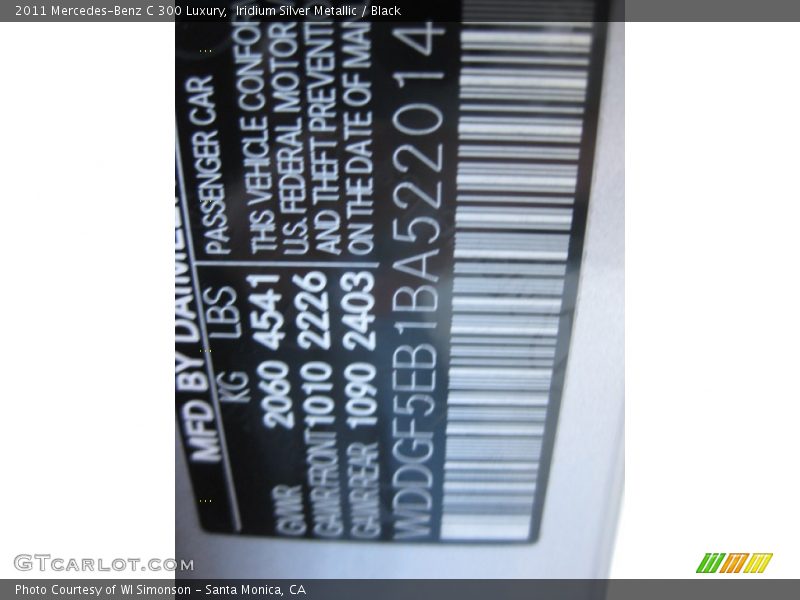 2011 Mercedes-Benz C 300 Luxury, Iridium Silver Metallic / Black
MFD BY DAIMLER
KG LBS
GVWR 2060 4541
GAWR FRONT 1010 2226
GAWR REAR 1090 2403
PASSENGER CAR
THIS VEHICLE CONFOR
U.S. FEDERAL MOTOR
AND THEFT PREVENTI
ON THE DATE OF MAN
WDDGF5EB1BA522014
GTCARLOT.COM
Photo Courtesy of WI Simonson - Santa Monica, CA